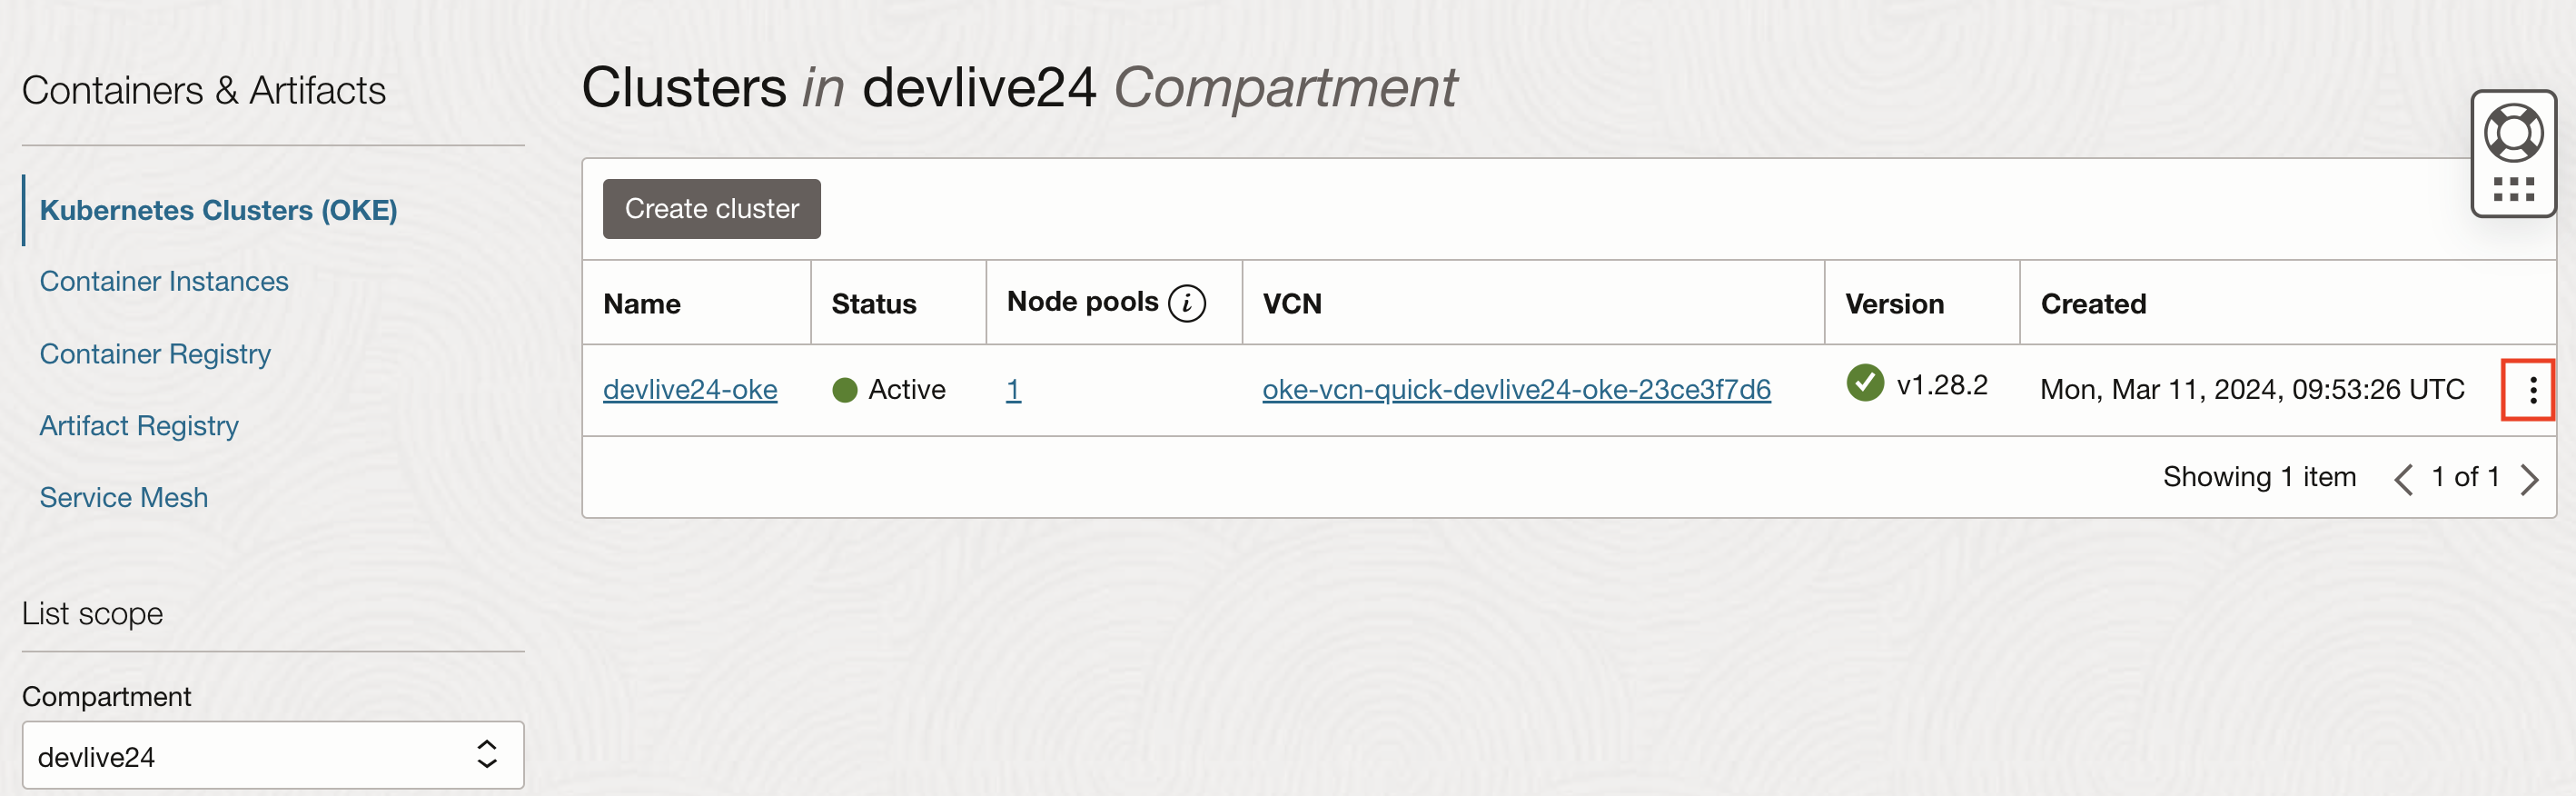 Containers & Artifacts
Kubernetes Clusters (OKE)
Container Instances
Container Registry
Artifact Registry
Service Mesh
List scope
Compartment
devlive24
Clusters in devlive24 Compartment
Create cluster
Name Status Node pools i VCN Version Created
devlive24-oke Active 1 oke-vcn-quick-devlive24-oke-23ce3f7d6 v1.28.2 Mon, Mar 11, 2024, 09:53:26 UTC
Showing 1 item 1 of 1